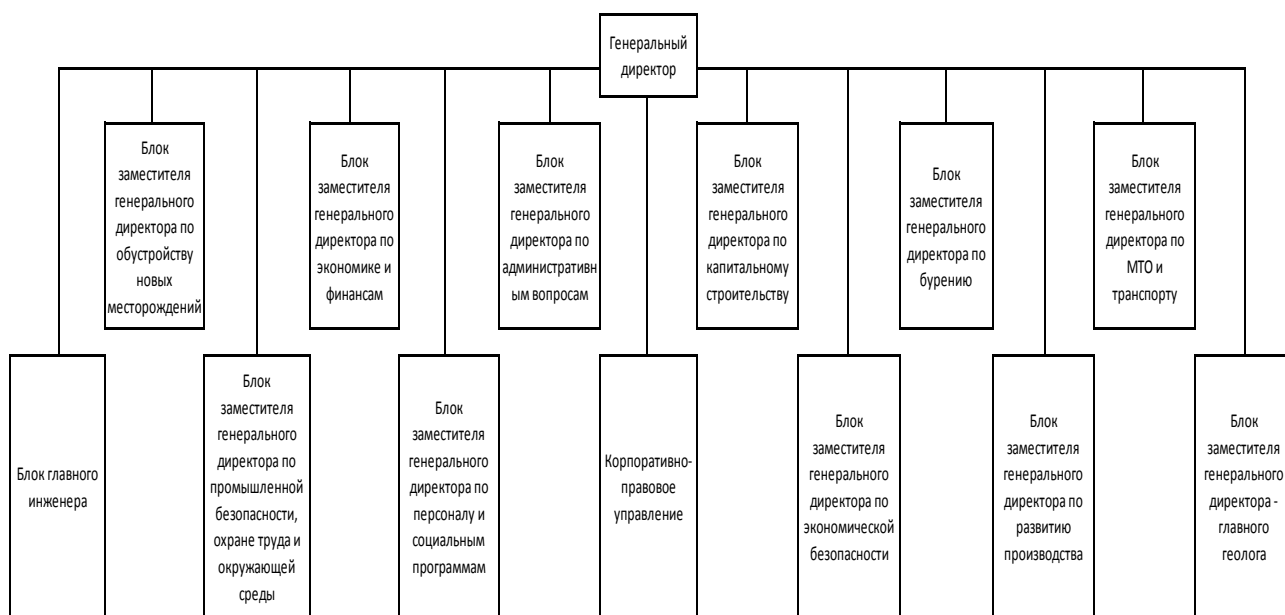 Генеральный
директор
Блок
заместителя
генерального
директора по
обустройству
новых
месторождений
Блок
заместителя
генерального
директора по
экономике и
финансам
Блок
заместителя
генерального
директора по
административн
ым вопросам
Блок
заместителя
генерального
директора по
капитальному
строительству
Блок
заместителя
генерального
директора по
бурению
Блок
заместителя
генерального
директора по
МТО и
транспорту
Блок главного
инженера
Блок
заместителя
генерального
директора по
промышленной
безопасности,
охране труда и
окружающей
среды
Блок
заместителя
генерального
директора по
персоналу и
социальным
программам
Корпоративно-
правовое
управление
Блок
заместителя
генерального
директора по
экономической
безопасности
Блок
заместителя
генерального
директора по
развитию
производства
Блок
заместителя
генерального
директора -
главного
геолога